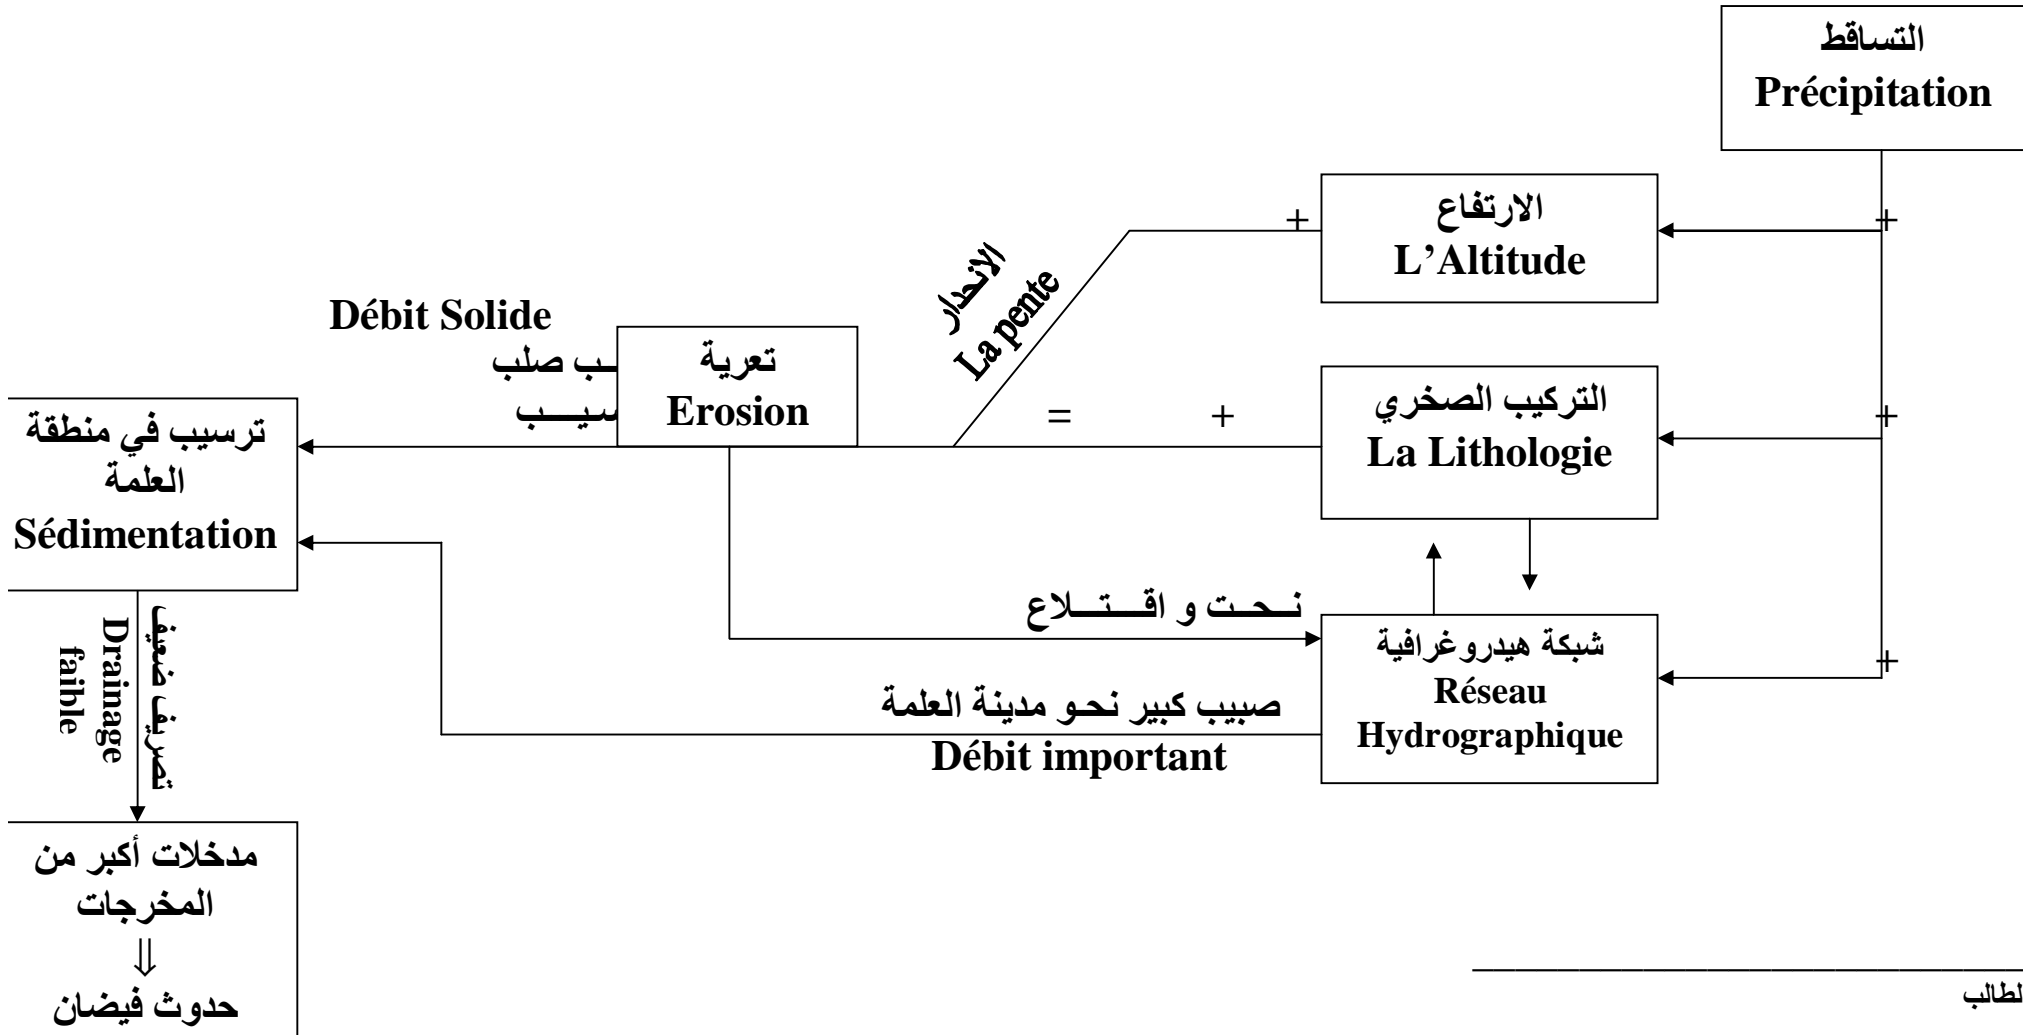 التساقط
Précipitation
+
الارتفاع
L’Altitude
+
الانحدار
La pente
+
التركيب الصخري
La Lithologie
+
=
تعرية
Erosion
Débit Solide
صلب
ترسيب في منطقة
العلمة
Sédimentation
نـحـت و اقـــتـــلاع
+
شبكة هيدروغرافية
Réseau
Hydrographique
صبيب كبير نحو مدينة العلمة
Débit important
تصريف ضعيف
Drainage
faible
مدخلات أكبر من
المخرجات
⇓
حدوث فيضان